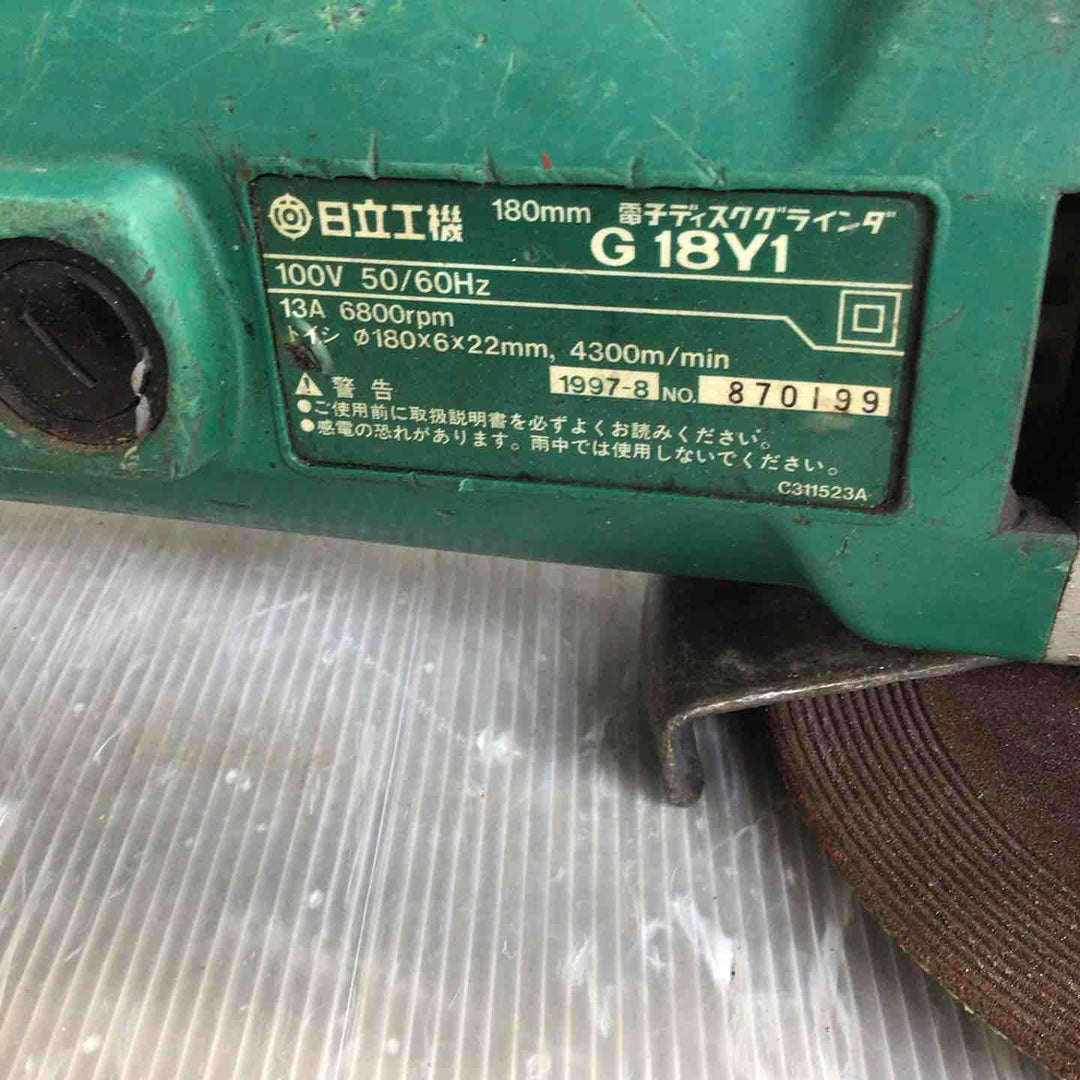 日立工機 180mm 電子ディスクグラインダ
G 18Y1
100V 50/60Hz
13A 6800rpm
トイシ φ180×6×22mm, 4300m/min
1997-8 NO. 870199
⚠ 警告
●ご使用前に取扱説明書を必ずよくお読みください。
●感電の恐れがあります。雨中では使用しないでください。
C311523A